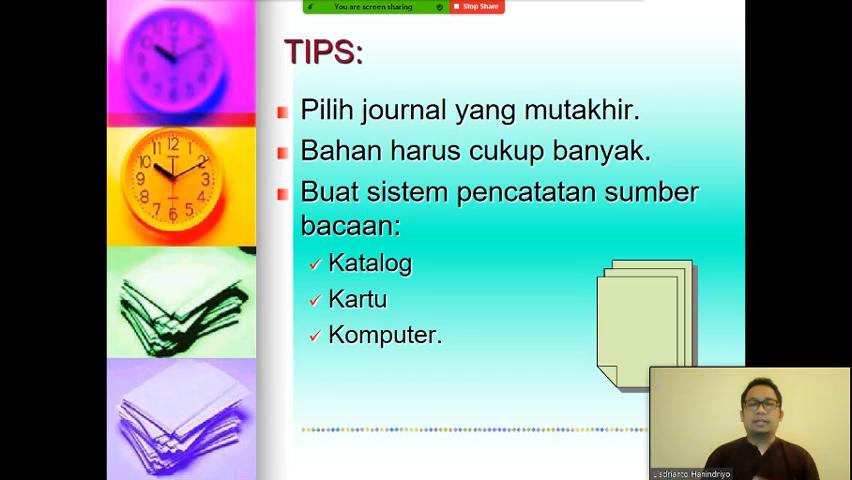 You are screen sharing
Stop Share
TIPS:
Pilih journal yang mutakhir.
Bahan harus cukup banyak.
Buat sistem pencatatan sumber
bacaan:
Katalog
Kartu
Komputer.
Hanindriyo